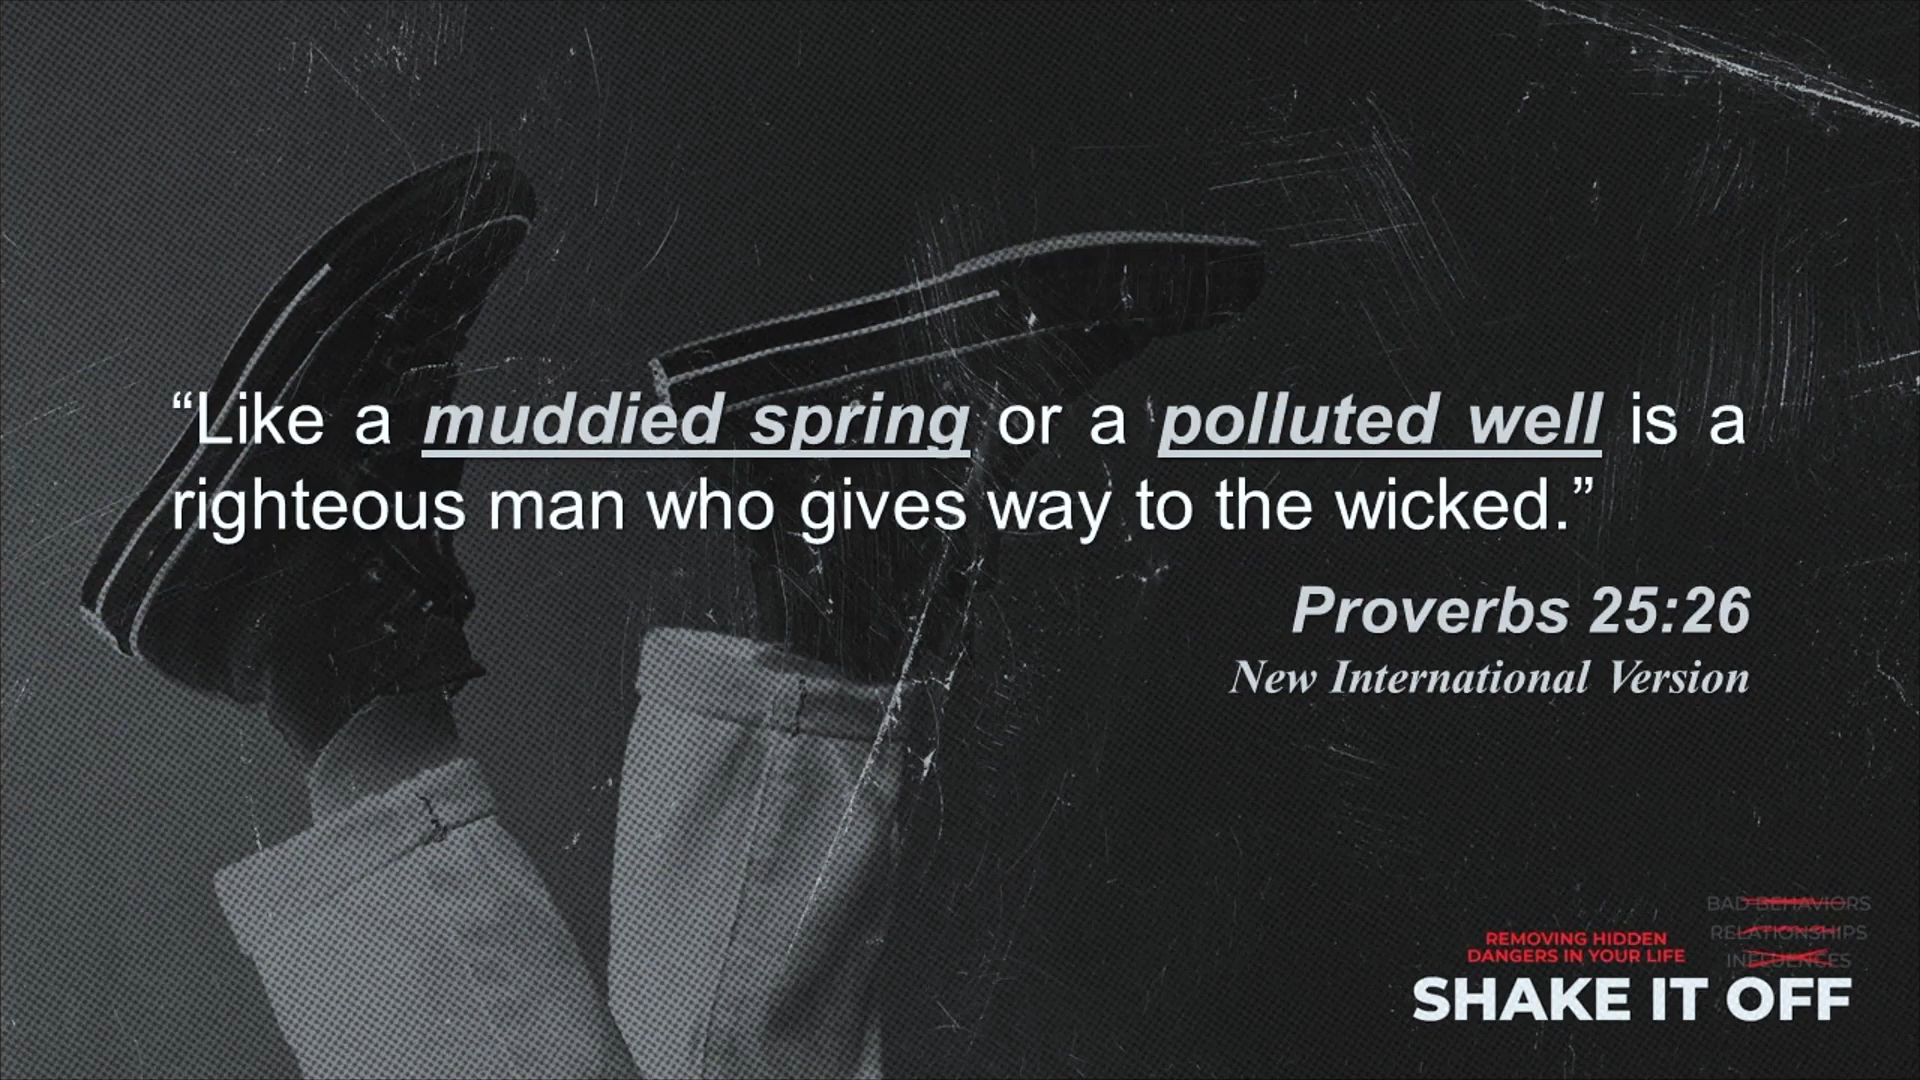 “Like a muddied spring or a polluted well is a
righteous man who gives way to the wicked.”
Proverbs 25:26
New International Version
BAD BEHAVIORS
RELATIONSHIPS
INFLUENCES
REMOVING HIDDEN
DANGERS IN YOUR LIFE
SHAKE IT OFF